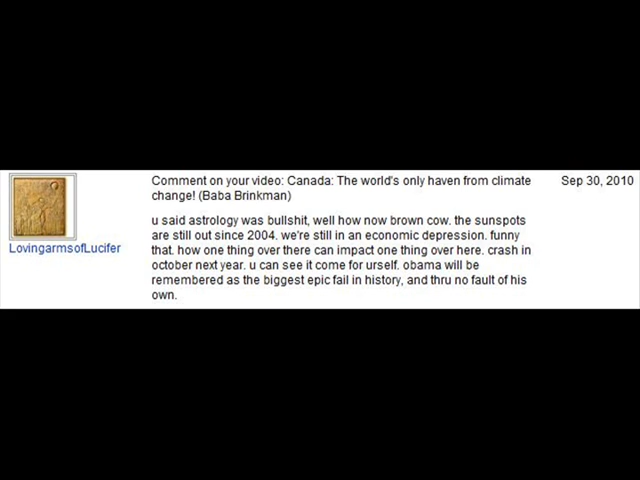 Comment on your video: Canada: The world's only haven from climate change! (Baba Brinkman)
Sep 30, 2010
LovingarmsofLucifer
u said astrology was bullshit, well how now brown cow. the sunspots
are still out since 2004. we're still in an economic depression. funny
that. how one thing over there can impact one thing over here. crash in
october next year. u can see it come for urself. obama will be
remembered as the biggest epic fail in history, and thru no fault of his
own.